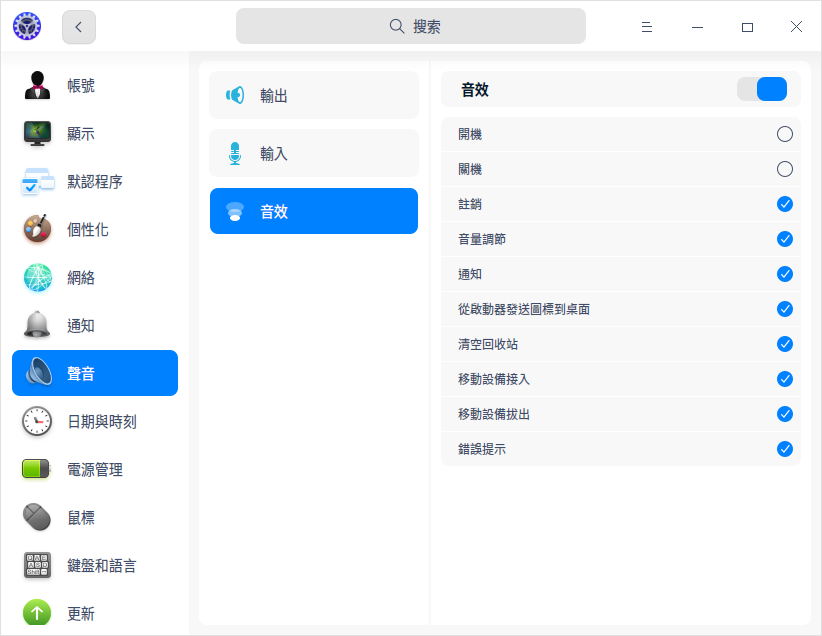 搜索
帳號
顯示
默認程序
個性化
網絡
通知
聲音
日期與時刻
電源管理
鼠標
鍵盤和語言
更新
輸出
輸入
音效
音效
開機
關機
註銷
音量調節
通知
從啟動器發送圖標到桌面
清空回收站
移動設備接入
移動設備拔出
錯誤提示